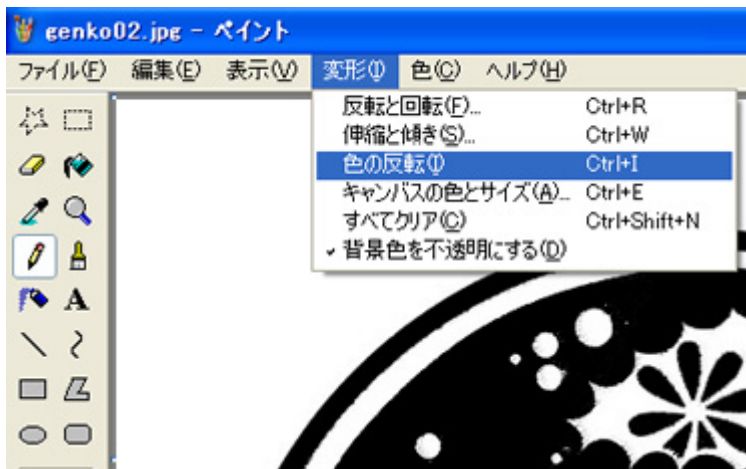 genko02.jpg - ペイント
ファイル(F) 編集(E) 表示(V) 変形(I) 色(C) ヘルプ(H)
反転と回転(F)... Ctrl+R
伸縮と傾き(S)... Ctrl+W
色の反転(I) Ctrl+I
キャンバスの色とサイズ(A)... Ctrl+E
すべてクリア(C) Ctrl+Shift+N
背景色を不透明にする(D)
A